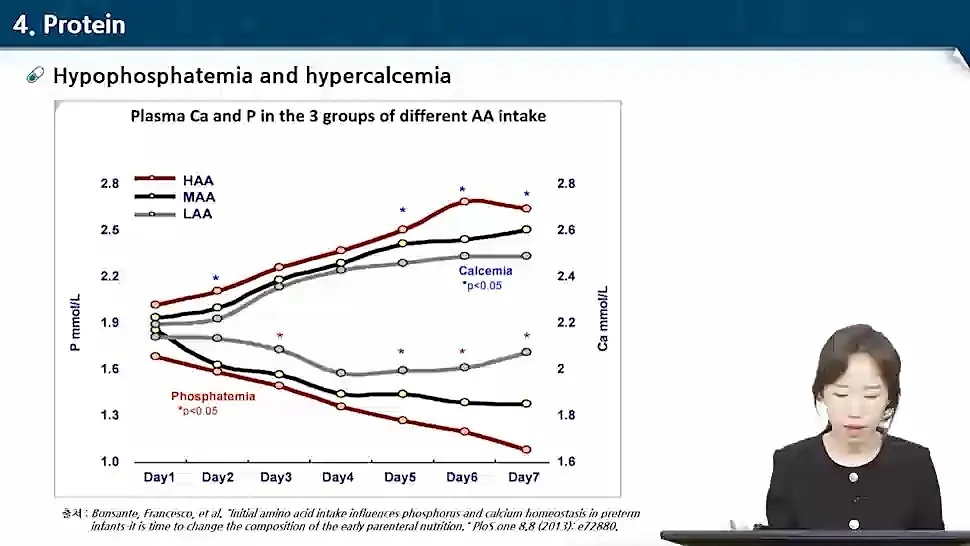 4. Protein
Hypophosphatemia and hypercalcemia
Plasma Ca and P in the 3 groups of different AA intake
HAA
MAA
LAA
2.8
2.5
2.2
1.9
1.6
1.3
1.0
P mmol/L
2.8
2.6
2.4
2.2
2
1.8
1.6
Ca mmol/L
* * * *
Calcemia
*p<0.05
* * * *
Phosphatemia
*p<0.05
Day1 Day2 Day3 Day4 Day5 Day6 Day7
출처 : Bonsante, Francesco, et al. "Initial amino acid intake influences phosphorus and calcium homeostasis in preterm
infants-it is time to change the composition of the early parenteral nutrition." PloS one 8.8 (2013): e72880.